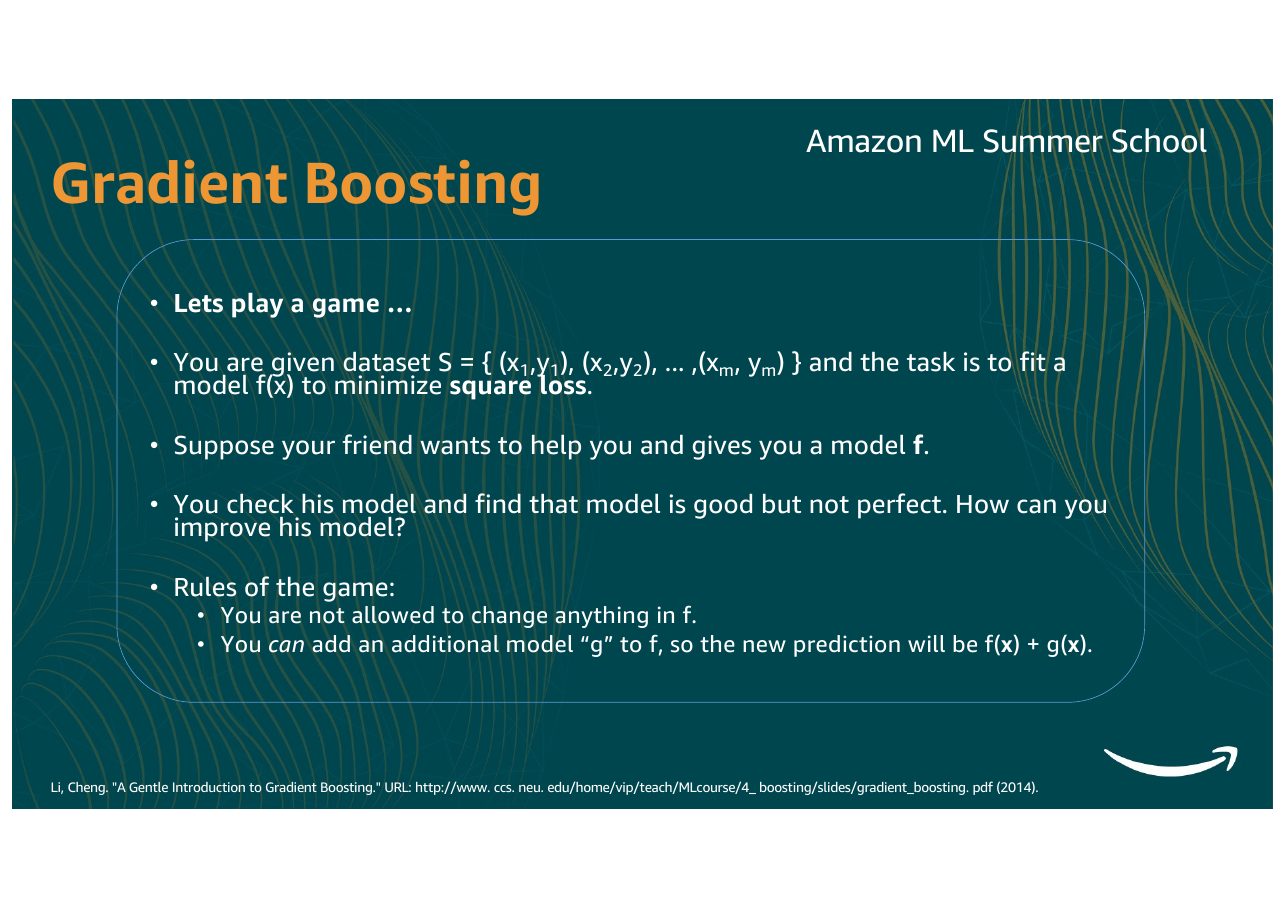 Amazon ML Summer School
Gradient Boosting
• Lets play a game …
• You are given dataset S = { (x₁,y₁), (x₂,y₂), … ,(xₘ, yₘ) } and the task is to fit a
model f(x) to minimize square loss.
• Suppose your friend wants to help you and gives you a model f.
• You check his model and find that model is good but not perfect. How can you
improve his model?
• Rules of the game:
• You are not allowed to change anything in f.
• You can add an additional model “g” to f, so the new prediction will be f(x) + g(x).
Li, Cheng. "A Gentle Introduction to Gradient Boosting." URL: http://www. ccs. neu. edu/home/vip/teach/MLcourse/4_ boosting/slides/gradient_boosting. pdf (2014).